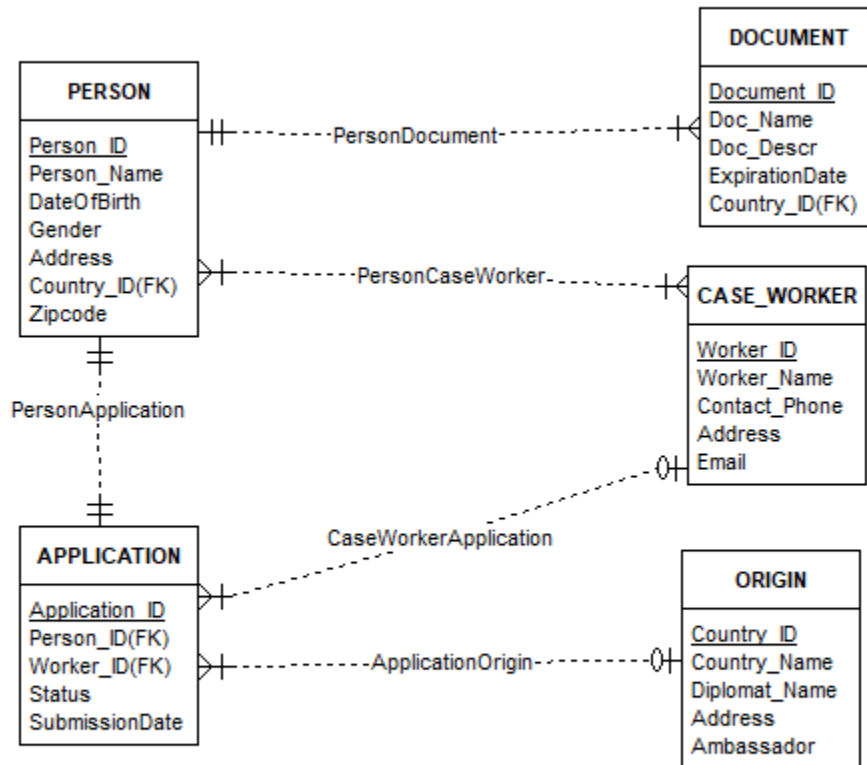 DOCUMENT
Document_ID
Doc_Name
Doc_Descr
ExpirationDate
Country_ID(FK)
PERSON
Person_ID
Person_Name
DateOfBirth
Gender
Address
Country_ID(FK)
Zipcode
PersonDocument
PersonCaseWorker
CASE_WORKER
Worker_ID
Worker_Name
Contact_Phone
Address
Email
PersonApplication
CaseWorkerApplication
APPLICATION
Application_ID
Person_ID(FK)
Worker_ID(FK)
Status
SubmissionDate
ApplicationOrigin
ORIGIN
Country_ID
Country_Name
Diplomat_Name
Address
Ambassador